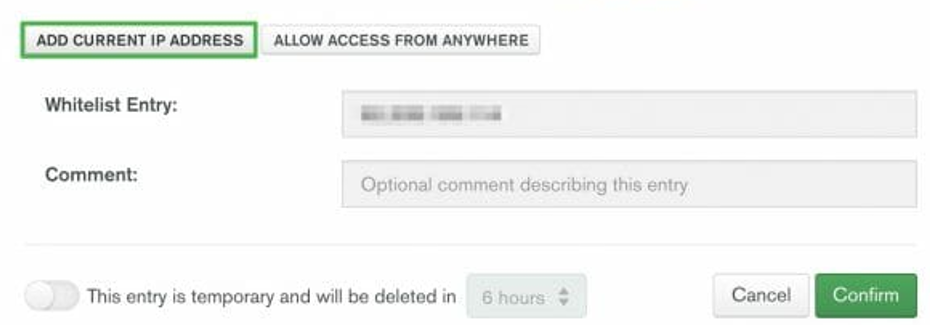 ADD CURRENT IP ADDRESS ALLOW ACCESS FROM ANYWHERE
Whitelist Entry:
Comment: Optional comment describing this entry
This entry is temporary and will be deleted in 6 hours Cancel Confirm